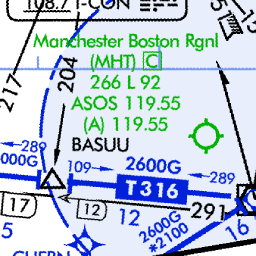 108.7 I-CON
Manchester Boston Rgnl
(MHT) C
266 L 92
ASOS 119.55
(A) 119.55
204
217
BASUU
289
000G
109
2600G
289
T316
17
12
12
291
5
2600G
*2100
16